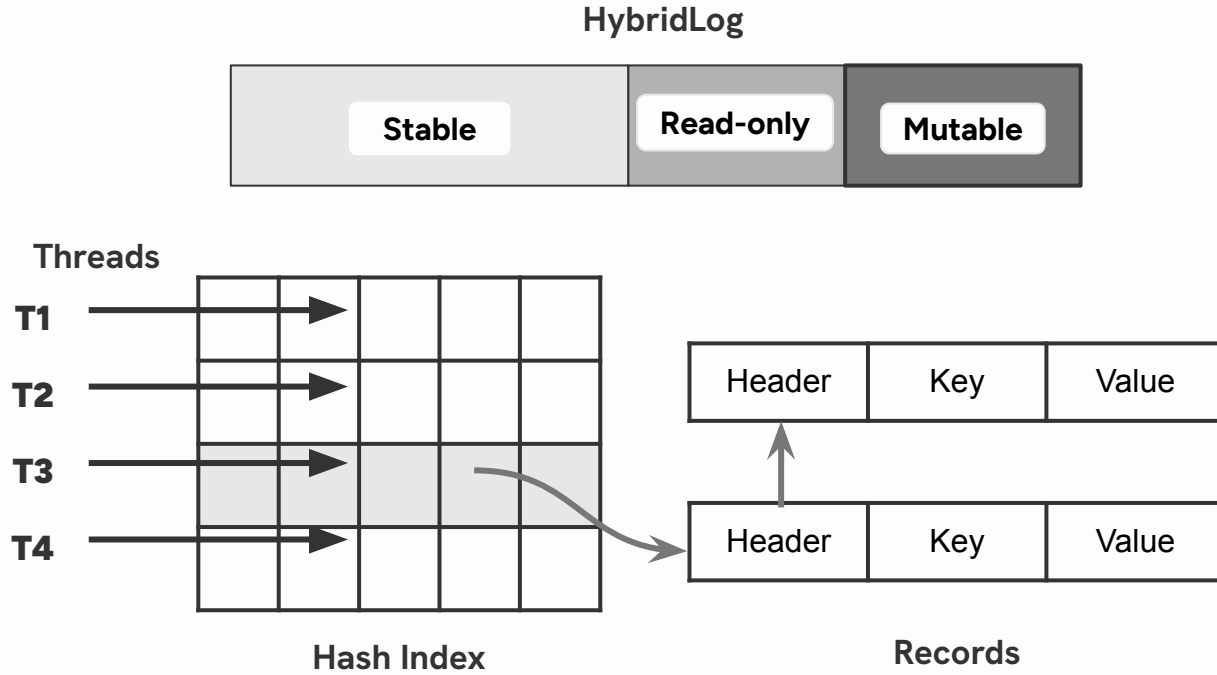 HybridLog
Stable Read-only Mutable
Threads
T1
T2
T3
T4
Header Key Value
Header Key Value
Hash Index
Records